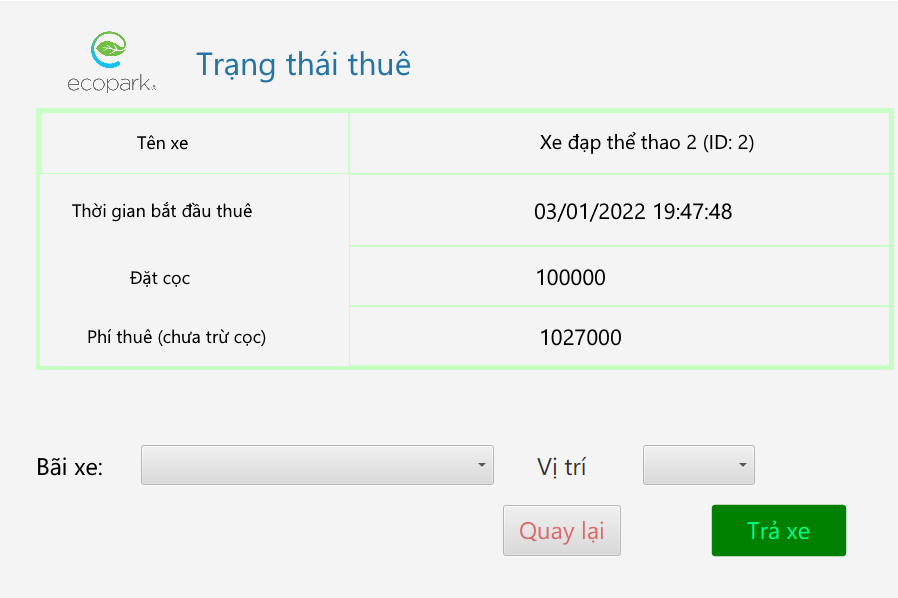 ecopark
Trạng thái thuê
Tên xe
Xe đạp thể thao 2 (ID: 2)
Thời gian bắt đầu thuê
03/01/2022 19:47:48
Đặt cọc
100000
Phí thuê (chưa trừ cọc)
1027000
Bãi xe:
Vị trí
Quay lại
Trả xe